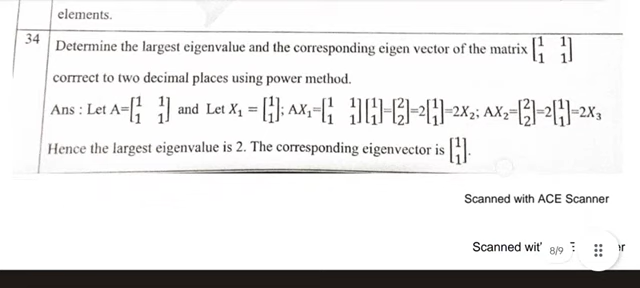 elements.
34 Determine the largest eigenvalue and the corresponding eigen vector of the matrix [1 1; 1 1]
corrrect to two decimal places using power method.
Ans : Let A=[1 1; 1 1] and Let X₁ = [1; 1]; AX₁=[1 1; 1 1][1; 1]=[2; 2]=2[1; 1]=2X₂; AX₂=[2; 2]=2[1; 1]=2X₃
Hence the largest eigenvalue is 2. The corresponding eigenvector is [1; 1].
Scanned with ACE Scanner
Scanned wit 8/9